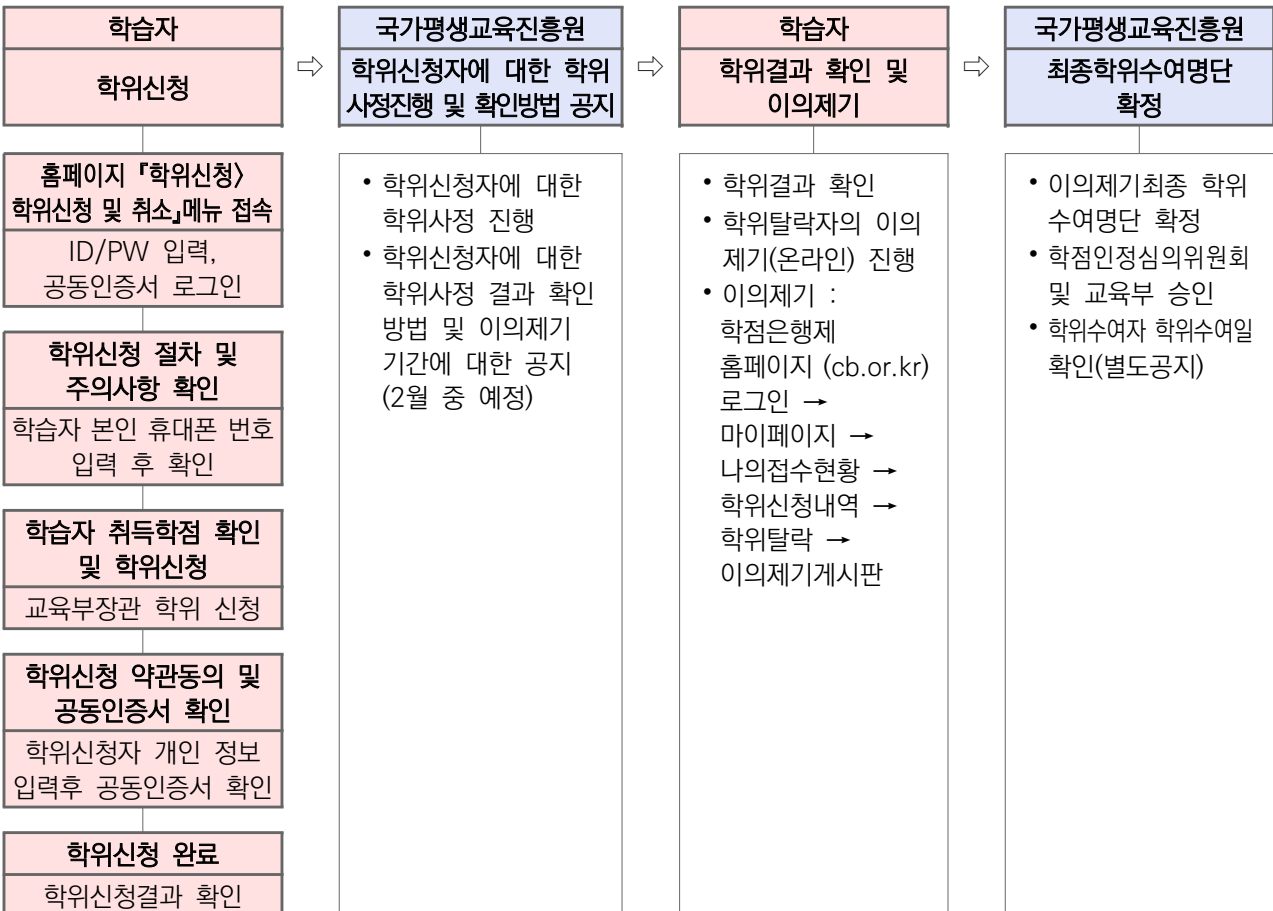 학습자
학위신청
⇨
국가평생교육진흥원
학위신청자에 대한 학위
사정진행 및 확인방법 공지
⇨
학습자
학위결과 확인 및
이의제기
⇨
국가평생교육진흥원
최종학위수여명단
확정
홈페이지 『학위신청〉
학위신청 및 취소』메뉴 접속
ID/PW 입력,
공동인증서 로그인
학위신청 절차 및
주의사항 확인
학습자 본인 휴대폰 번호
입력 후 확인
학습자 취득학점 확인
및 학위신청
교육부장관 학위 신청
학위신청 약관동의 및
공동인증서 확인
학위신청자 개인 정보
입력후 공동인증서 확인
학위신청 완료
학위신청결과 확인
• 학위신청자에 대한
학위사정 진행
• 학위신청자에 대한
학위사정 결과 확인
방법 및 이의제기
기간에 대한 공지
(2월 중 예정)
• 학위결과 확인
• 학위탈락자의 이의
제기(온라인) 진행
• 이의제기 :
학점은행제
홈페이지 (cb.or.kr)
로그인 →
마이페이지 →
나의접수현황 →
학위신청내역 →
학위탈락 →
이의제기게시판
• 이의제기최종 학위
수여명단 확정
• 학점인정심의위원회
및 교육부 승인
• 학위수여자 학위수여일
확인(별도공지)